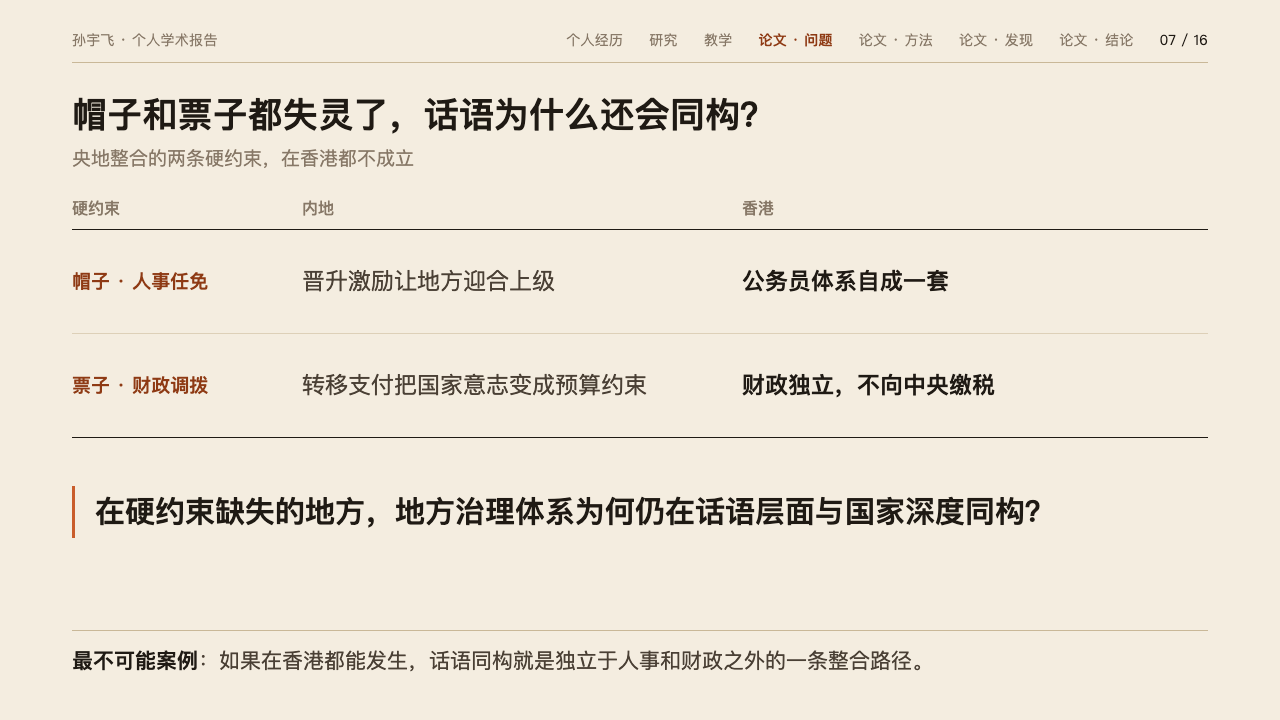 孙宇飞 · 个人学术报告
个人经历 研究 教学 论文 · 问题 论文 · 方法 论文 · 发现 论文 · 结论 07 / 16
帽子和票子都失灵了，话语为什么还会同构？
央地整合的两条硬约束，在香港都不成立
硬约束 内地 香港
帽子 · 人事任免 晋升激励让地方迎合上级 公务员体系自成一套
票子 · 财政调拨 转移支付把国家意志变成预算约束 财政独立，不向中央缴税
在硬约束缺失的地方，地方治理体系为何仍在话语层面与国家深度同构？
最不可能案例：如果在香港都能发生，话语同构就是独立于人事和财政之外的一条整合路径。